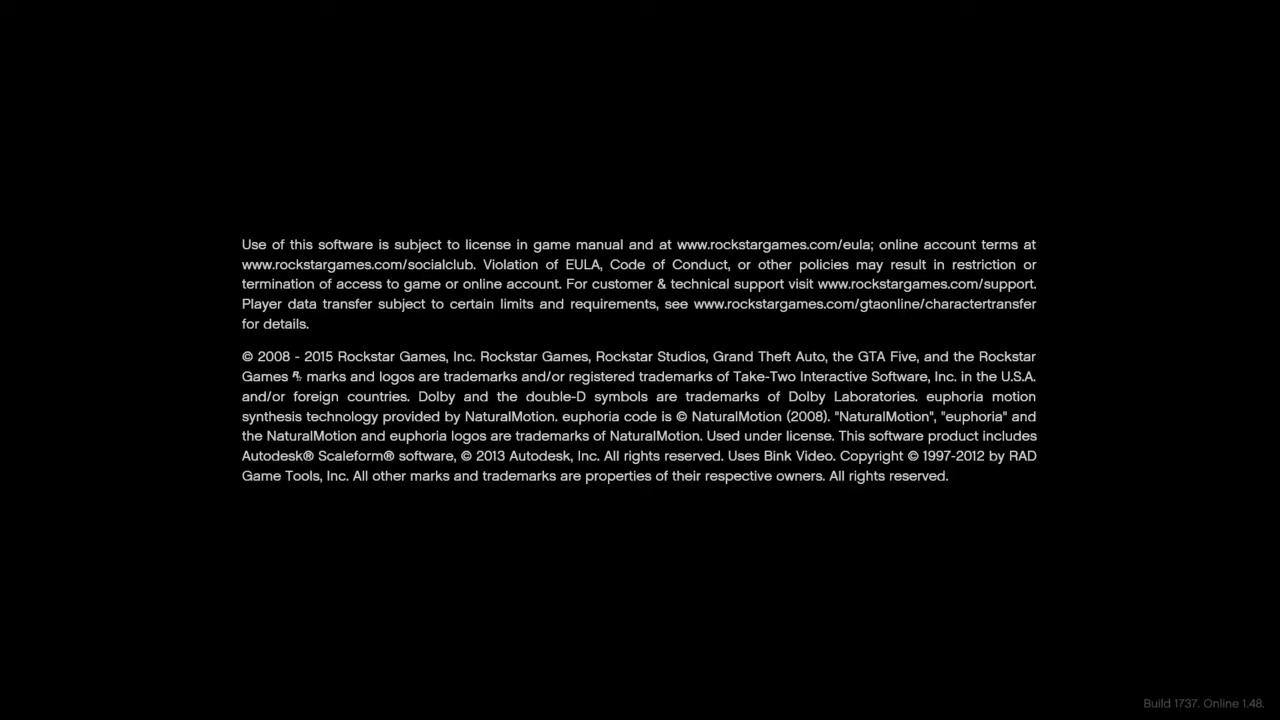 Use of this software is subject to license in game manual and at www.rockstargames.com/eula; online account terms at
www.rockstargames.com/socialclub. Violation of EULA, Code of Conduct, or other policies may result in restriction or
termination of access to game or online account. For customer & technical support visit www.rockstargames.com/support.
Player data transfer subject to certain limits and requirements, see www.rockstargames.com/gtaonline/charactertransfer
for details.
© 2008 - 2015 Rockstar Games, Inc. Rockstar Games, Rockstar Studios, Grand Theft Auto, the GTA Five, and the Rockstar
Games R* marks and logos are trademarks and/or registered trademarks of Take-Two Interactive Software, Inc. in the U.S.A.
and/or foreign countries. Dolby and the double-D symbols are trademarks of Dolby Laboratories. euphoria motion
synthesis technology provided by NaturalMotion. euphoria code is © NaturalMotion (2008). "NaturalMotion", "euphoria" and
the NaturalMotion and euphoria logos are trademarks of NaturalMotion. Used under license. This software product includes
Autodesk® Scaleform® software, © 2013 Autodesk, Inc. All rights reserved. Uses Bink Video. Copyright © 1997-2012 by RAD
Game Tools, Inc. All other marks and trademarks are properties of their respective owners. All rights reserved.
Build 1737. Online 1.48.